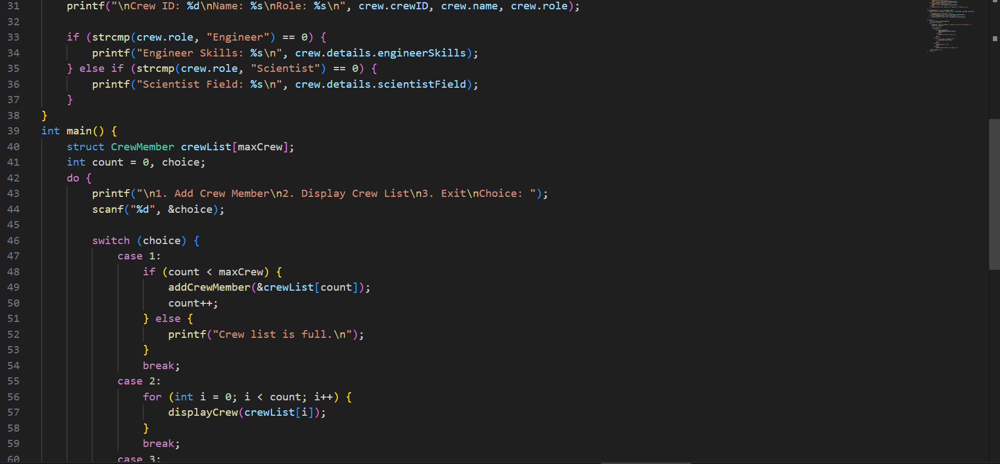 31     printf("\nCrew ID: %d\nName: %s\nRole: %s\n", crew.crewID, crew.name, crew.role);
32
33     if (strcmp(crew.role, "Engineer") == 0) {
34         printf("Engineer Skills: %s\n", crew.details.engineerSkills);
35     } else if (strcmp(crew.role, "Scientist") == 0) {
36         printf("Scientist Field: %s\n", crew.details.scientistField);
37     }
38 }
39 int main() {
40     struct CrewMember crewList[maxCrew];
41     int count = 0, choice;
42     do {
43         printf("\n1. Add Crew Member\n2. Display Crew List\n3. Exit\nChoice: ");
44         scanf("%d", &choice);
45
46         switch (choice) {
47             case 1:
48                 if (count < maxCrew) {
49                     addCrewMember(&crewList[count]);
50                     count++;
51                 } else {
52                     printf("Crew list is full.\n");
53                 }
54                 break;
55             case 2:
56                 for (int i = 0; i < count; i++) {
57                     displayCrew(crewList[i]);
58                 }
59                 break;
60             case 3: